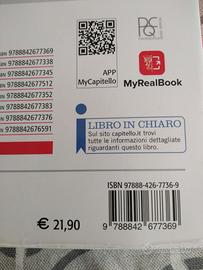 N 9788842677369
N 9788842677338
N 9788842677345
N 9788842677512
N 9788842677352
N 9788842677383
N 9788842677376
N 9788842676591
APP
MyCapitello
PCQ
MyRealBook
LIBRO IN CHIARO
Sul sito capitello.it trovi
tutte le informazioni dettagliate
riguardanti questo libro.
ISBN 97888-426-7736-9
€ 21,90
9 788842 677369